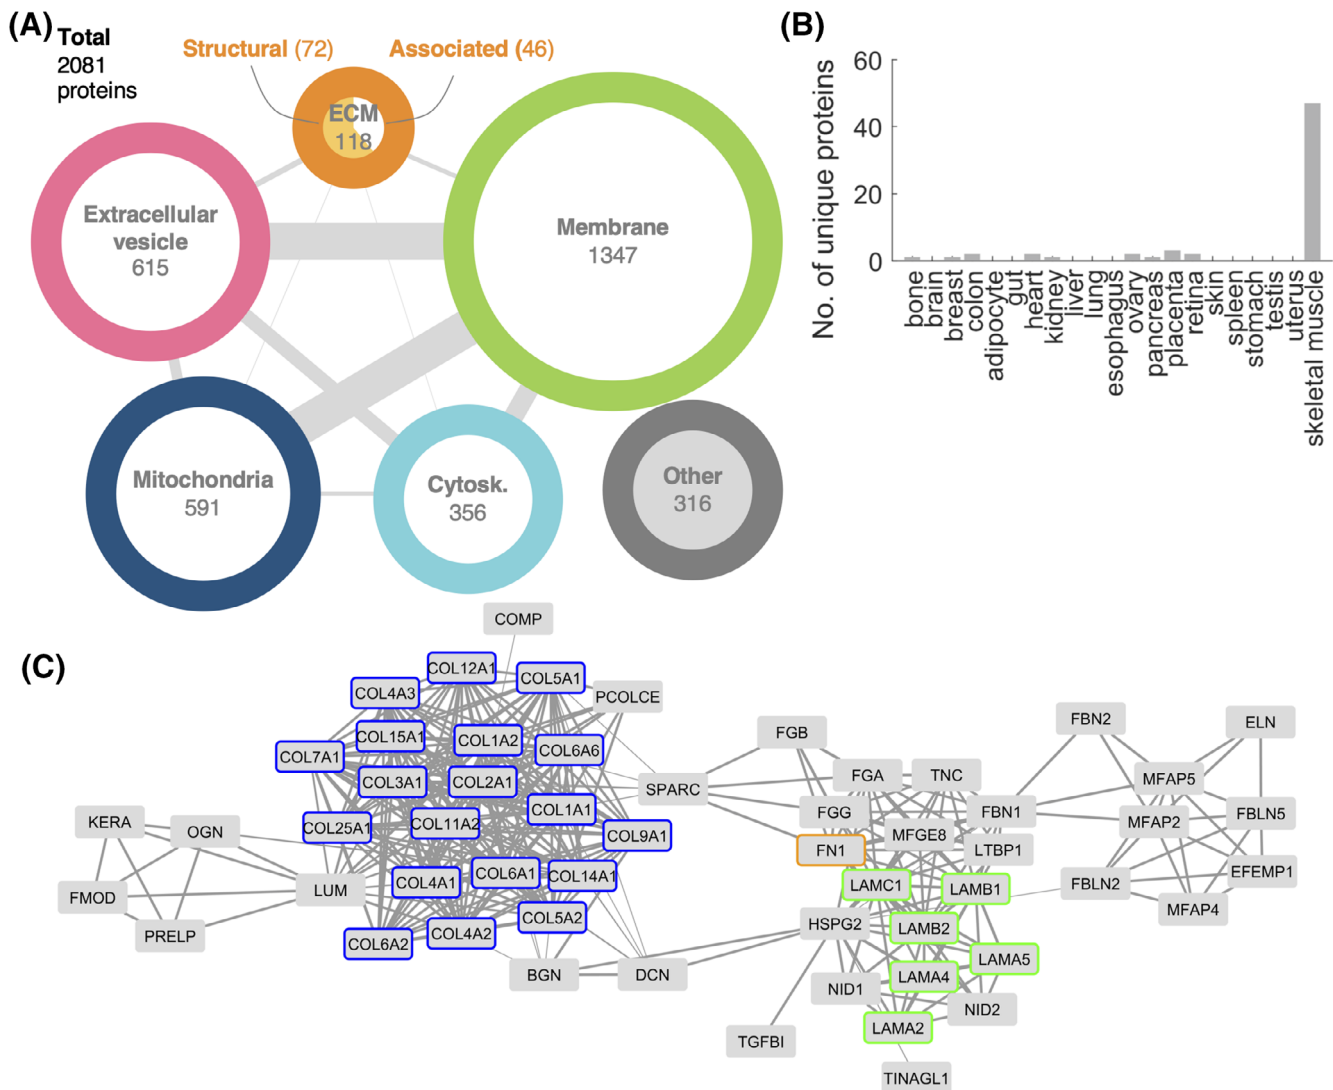 (A)
Total
2081
proteins
Structural (72)
Associated (46)
ECM
118
Extracellular
vesicle
615
Membrane
1347
Mitochondria
591
Cytosk.
356
Other
316
(B)
No. of unique proteins
60
40
20
0
bone
brain
breast
colon
adipocyte
gut
heart
kidney
liver
lung
esophagus
ovary
pancreas
placenta
retina
skin
spleen
stomach
testis
uterus
skeletal muscle
(C)
COMP
COL12A1
COL4A3
COL5A1
PCOLCE
COL15A1
COL1A2
COL6A6
COL7A1
COL3A1
COL2A1
COL1A1
COL25A1
COL11A2
COL9A1
COL4A1
COL6A1
COL14A1
COL5A2
COL4A2
COL6A2
KERA
OGN
FMOD
PRELP
LUM
BGN
DCN
SPARC
FGB
FGA
TNC
FGG
MFGE8
FBN1
FN1
LTBP1
LAMC1
LAMB1
HSPG2
LAMB2
LAMA5
LAMA4
NID1
NID2
LAMA2
TGFBI
TINAGL1
FBN2
ELN
MFAP5
MFAP2
FBLN5
FBLN2
EFEMP1
MFAP4